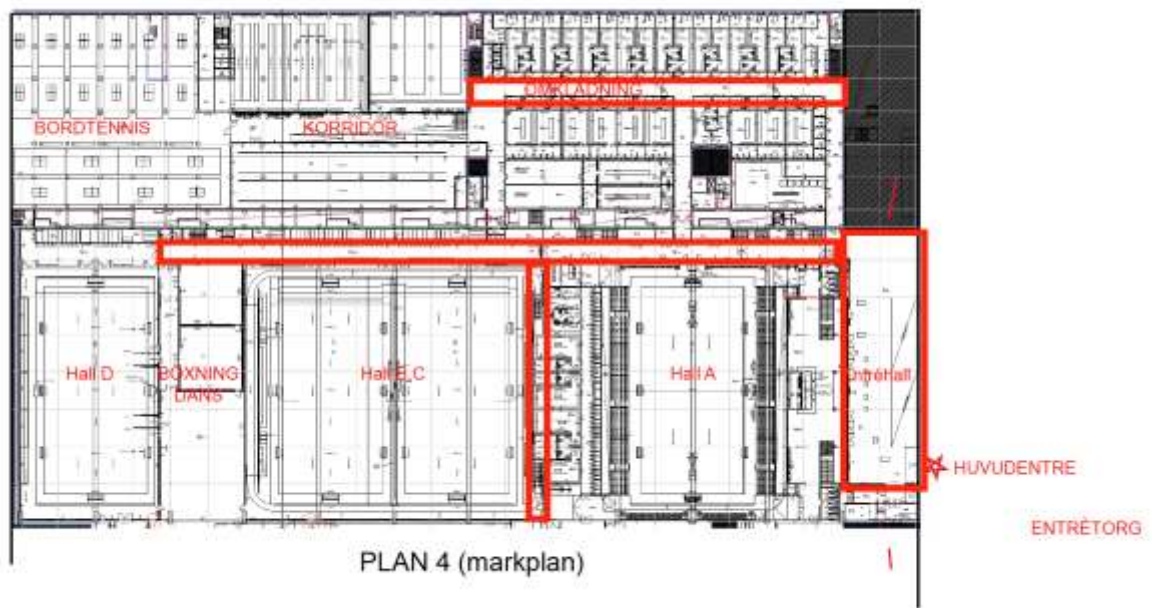 OMKLÄDNING
BORDTENNIS
KORRIDOR
Hall D
BOXNING
DANS
Hall B,C
Hall A
Entréhall
HUVUDENTRE
ENTRÉTORG
PLAN 4 (markplan)